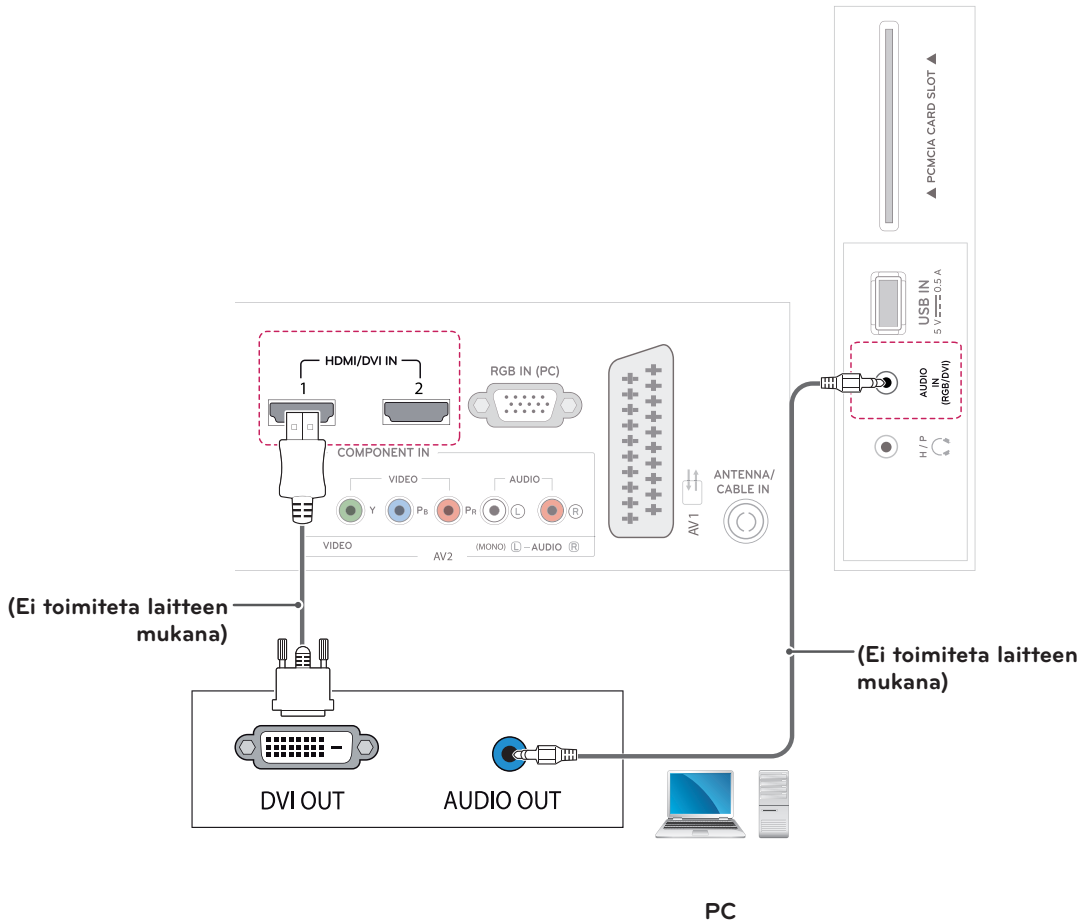 ▲ PCMCIA CARD SLOT ▲
USB IN
5 V 0.5 A
AUDIO
IN
(RGB/DVI)
H / P
HDMI/DVI IN
1
2
RGB IN (PC)
COMPONENT IN
VIDEO
AUDIO
Y
PB
PR
L
R
VIDEO
AV2
(MONO) L – AUDIO R
AV1
ANTENNA/
CABLE IN
(Ei toimiteta laitteen
mukana)
(Ei toimiteta laitteen
mukana)
DVI OUT
AUDIO OUT
PC